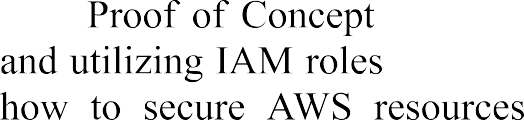 Proof of Concept
and utilizing IAM roles
how to secure AWS resources